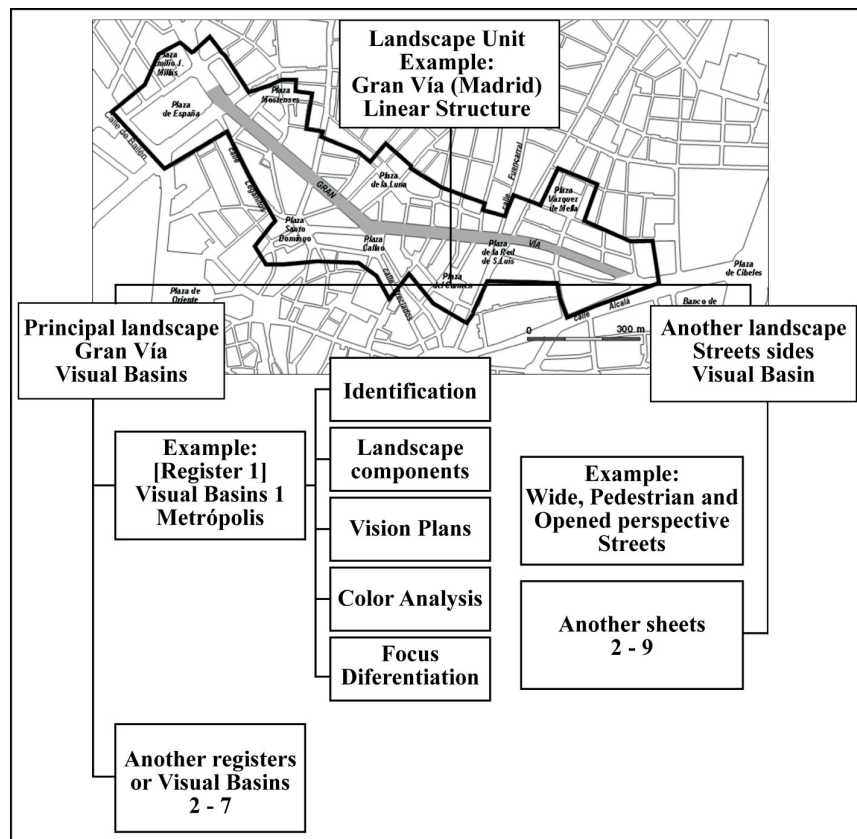 Landscape Unit
Example:
Gran Vía (Madrid)
Linear Structure
Plaza
Emilio J.
Millás
Plaza
Mostenses
Plaza
de España
Calle de Bailén
calle
Leganitos
GRAN
Plaza
de la Luna
calle Fuencarral
Plaza
Vázquez
de Mella
Plaza
Santo
Domingo
Plaza
Callao
calle Preciados
Plaza
del Carmen
Plaza
de la Red
de S.Luis
VÍA
Plaza
de Cibeles
Plaza de
Oriente
calle
Alcalá
Banco de
0
300 m
Principal landscape
Gran Vía
Visual Basins
Another landscape
Streets sides
Visual Basin
Example:
[Register 1]
Visual Basins 1
Metrópolis
Identification
Landscape
components
Vision Plans
Color Analysis
Focus
Diferentiation
Example:
Wide, Pedestrian and
Opened perspective
Streets
Another sheets
2 - 9
Another registers
or Visual Basins
2 - 7